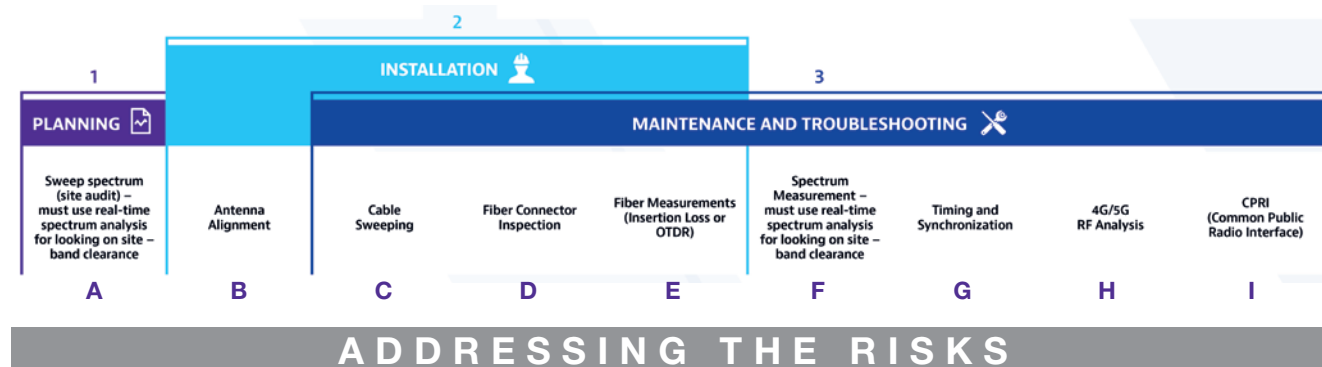 2
INSTALLATION
1
3
PLANNING
MAINTENANCE AND TROUBLESHOOTING
Sweep spectrum
(site audit) –
must use real-time
spectrum analysis
for looking on site –
band clearance
Antenna
Alignment
Cable
Sweeping
Fiber Connector
Inspection
Fiber Measurements
(Insertion Loss or
OTDR)
Spectrum
Measurement –
must use real-time
spectrum analysis
for looking on site –
band clearance
Timing and
Synchronization
4G/5G
RF Analysis
CPRI
(Common Public
Radio Interface)
A B C D E F G H I
ADDRESSING THE RISKS